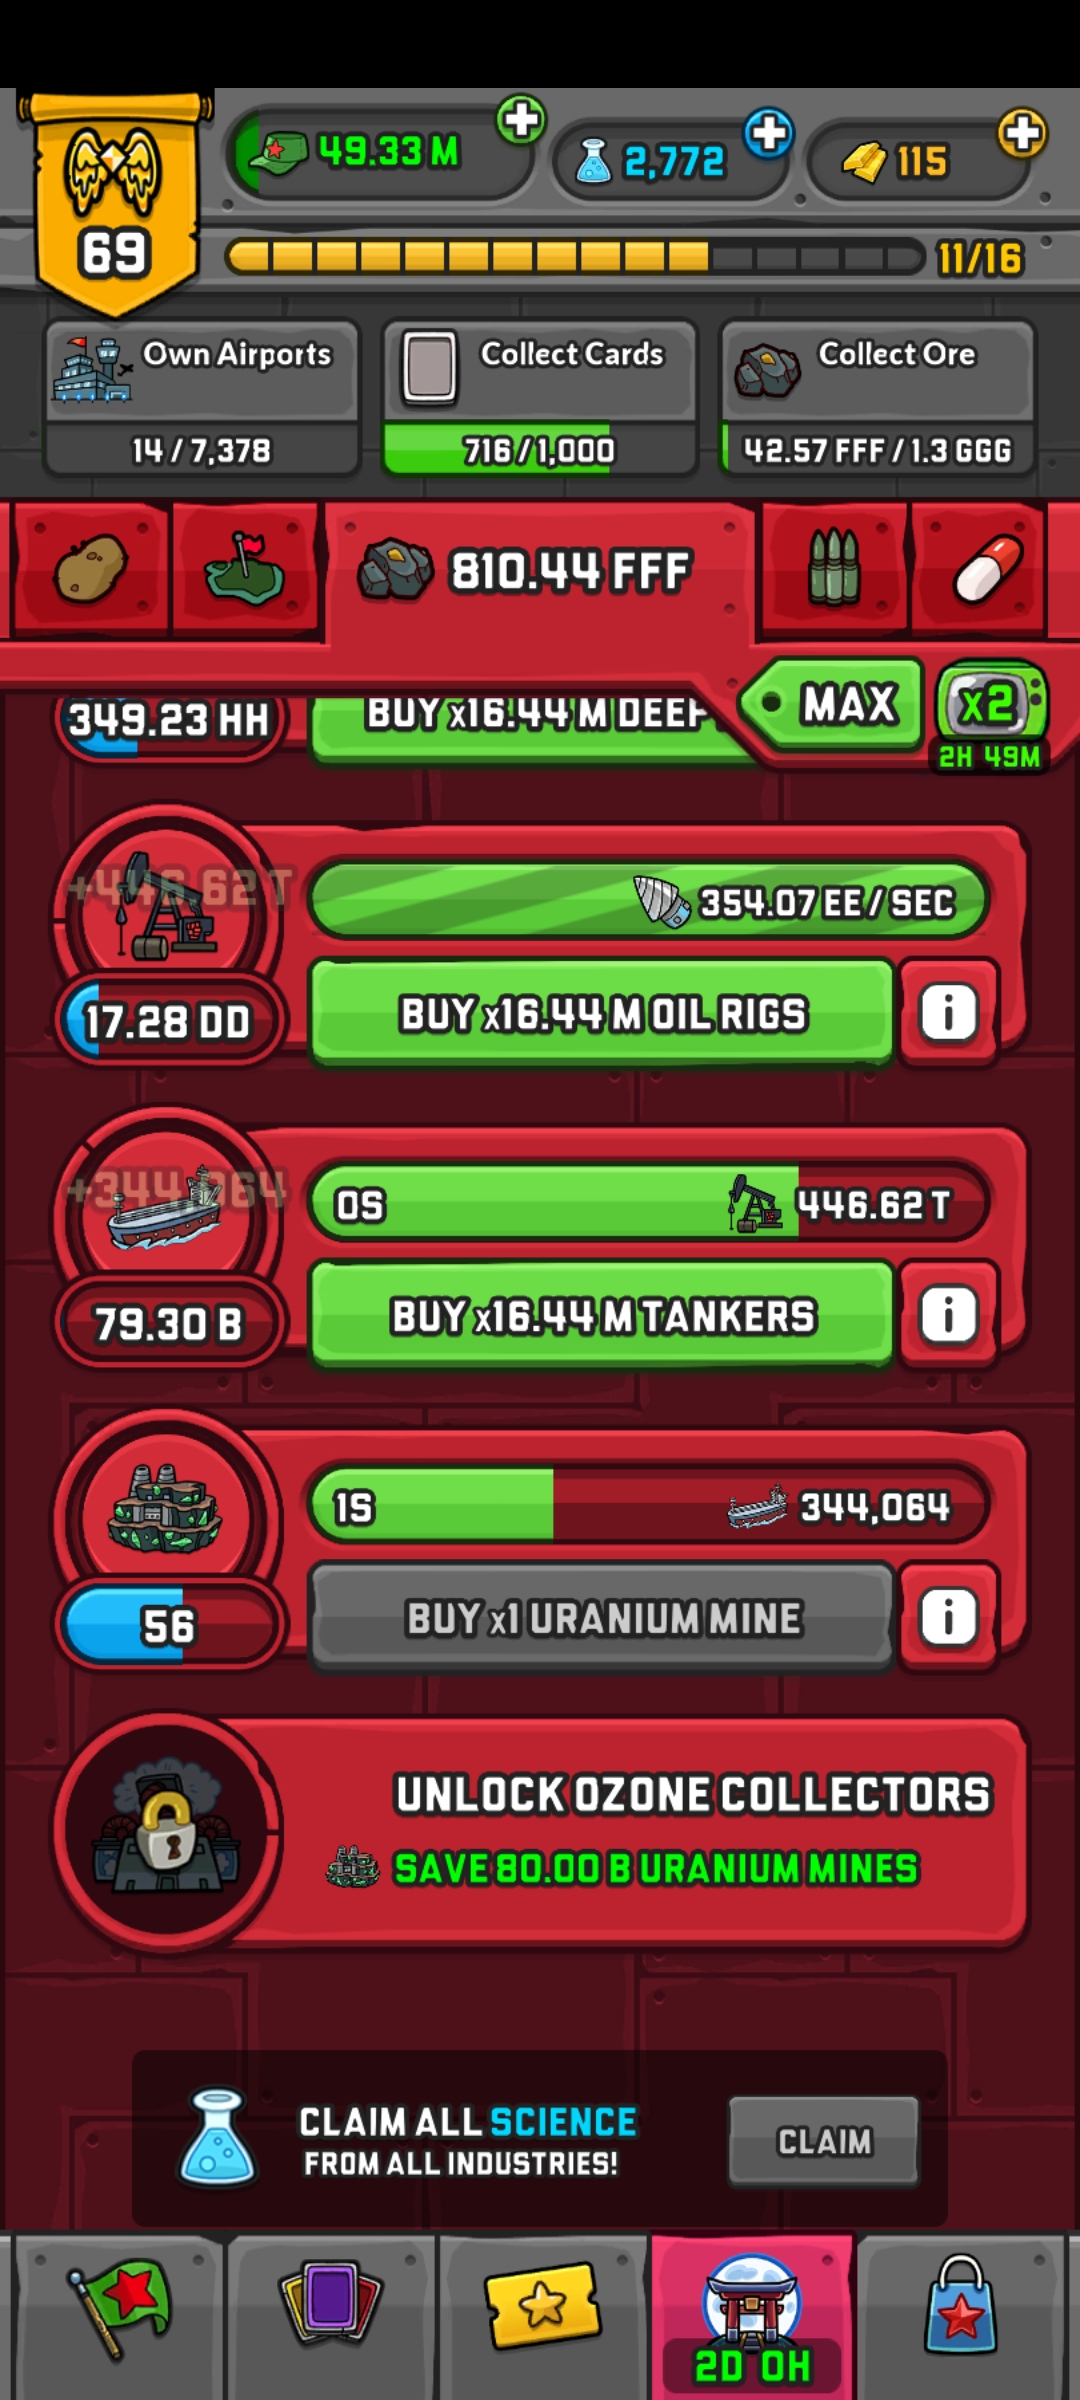 49.33 M
2,772
115
69
11/16
Own Airports
14 / 7,378
Collect Cards
716 / 1,000
Collect Ore
42.57 FFF / 1.3 GGG
810.44 FFF
MAX
x2
2H 49M
349.23 HH
BUY x16.44 M DEEP
+446.62 T
354.07 EE / SEC
17.28 DD
BUY x16.44 M OIL RIGS
i
+344,064
0S
446.62 T
79.30 B
BUY x16.44 M TANKERS
i
1S
344,064
56
BUY x1 URANIUM MINE
i
UNLOCK OZONE COLLECTORS
SAVE 80.00 B URANIUM MINES
CLAIM ALL SCIENCE
FROM ALL INDUSTRIES!
CLAIM
2D 0H